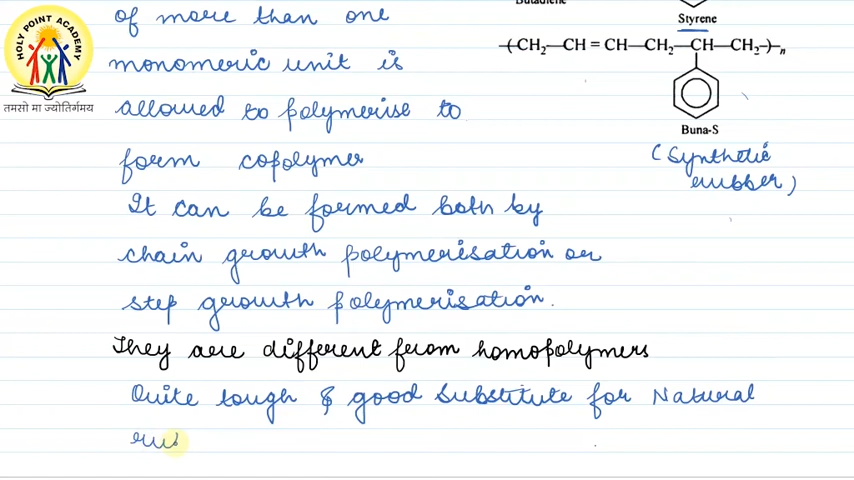 HOLY POINT ACADEMY
तमसो मा ज्योतिर्गमय
of more than one
monomeric unit is
allowed to polymerise to
form copolymer
It can be formed both by
chain growth polymerisation or
step growth polymerisation.
They are different from homopolymers
Quite tough & good substitute for Natural
Styrene
-(-CH₂—CH=CH—CH₂—CH—CH₂-)-n
Buna-S
(Synthetic
rubber)